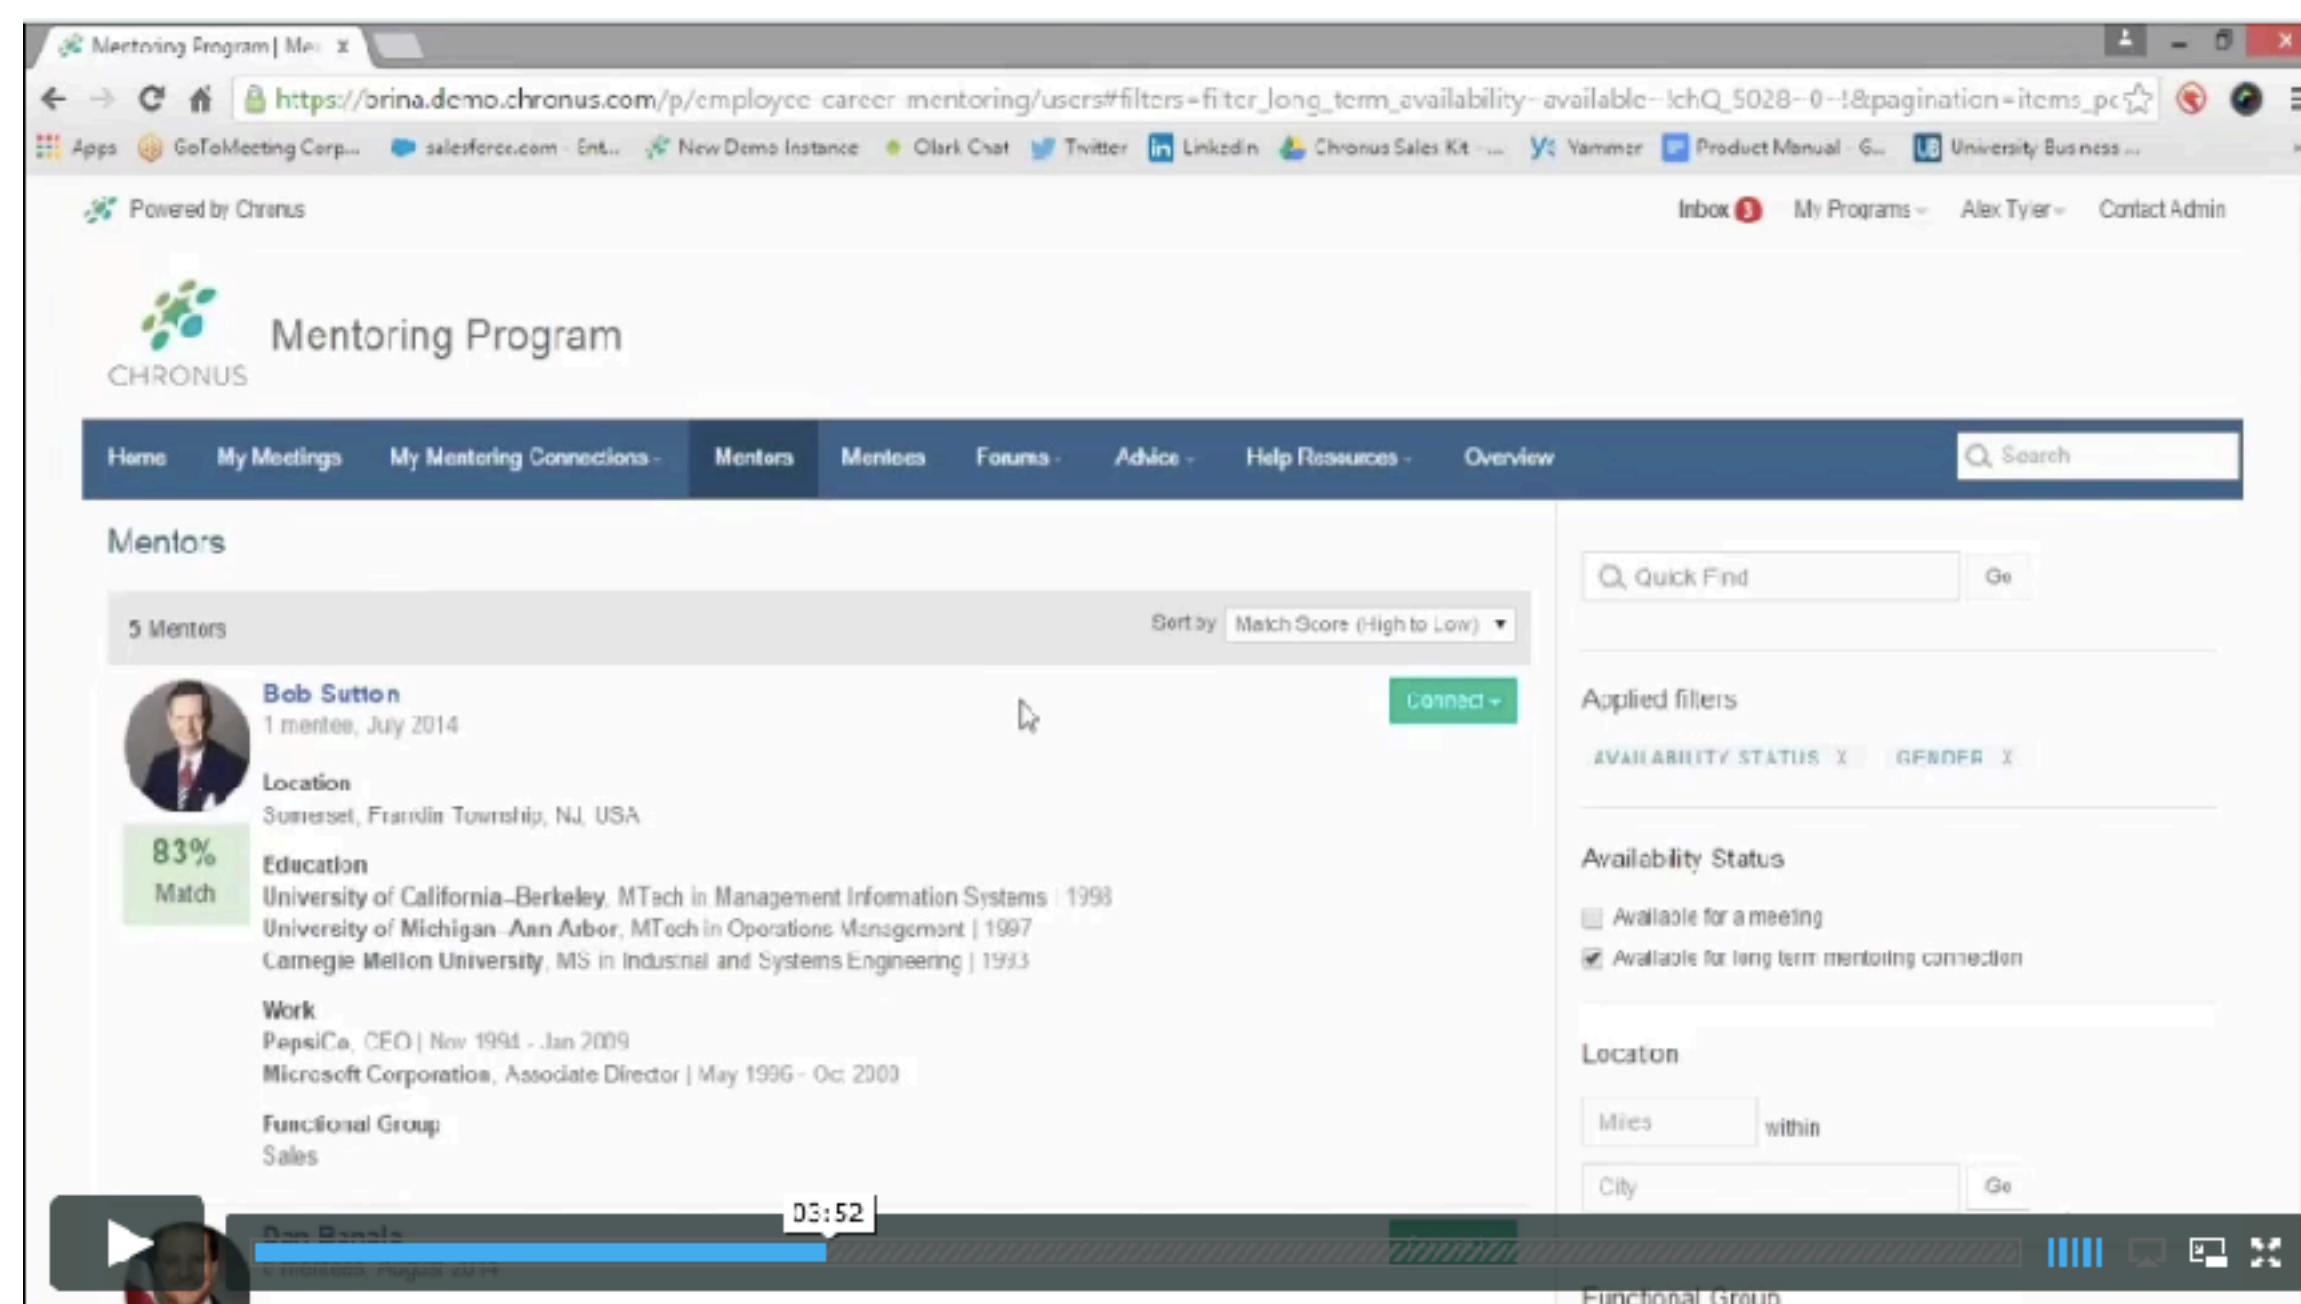 Mentoring Program | Me
https://brina.demo.chronus.com/p/employee-career-mentoring/users#filters=filter_long_term_availability~available~!chQ_5028~0~!&pagination=items_pe
Apps GoToMeeting Corp... salesforce.com - Ent... New Demo Instance Olark Chat Twitter LinkedIn Chronus Sales Kit - ... Yammer Product Manual - G... University Business ...
Powered by Chronus
Inbox 3 My Programs Alex Tyler Contact Admin
CHRONUS
Mentoring Program
Home My Meetings My Mentoring Connections Mentors Mentees Forums Advice Help Resources Overview Search
Mentors
5 Mentors
Sort by Match Score (High to Low)
Bob Sutton
1 mentee, July 2014
Connect
Location
Somerset, Franklin Township, NJ, USA
83%
Match
Education
University of California–Berkeley, MTech in Management Information Systems | 1998
University of Michigan–Ann Arbor, MTech in Operations Management | 1997
Carnegie Mellon University, MS in Industrial and Systems Engineering | 1993
Work
PepsiCo, CEO | Nov 1994 - Jan 2009
Microsoft Corporation, Associate Director | May 1996 - Oct 2000
Functional Group
Sales
Quick Find Go
Applied filters
AVAILABILITY STATUS X GENDER X
Availability Status
Available for a meeting
Available for long term mentoring connection
Location
Miles within
City Go
Functional Group
03:52
mentees, August 2014